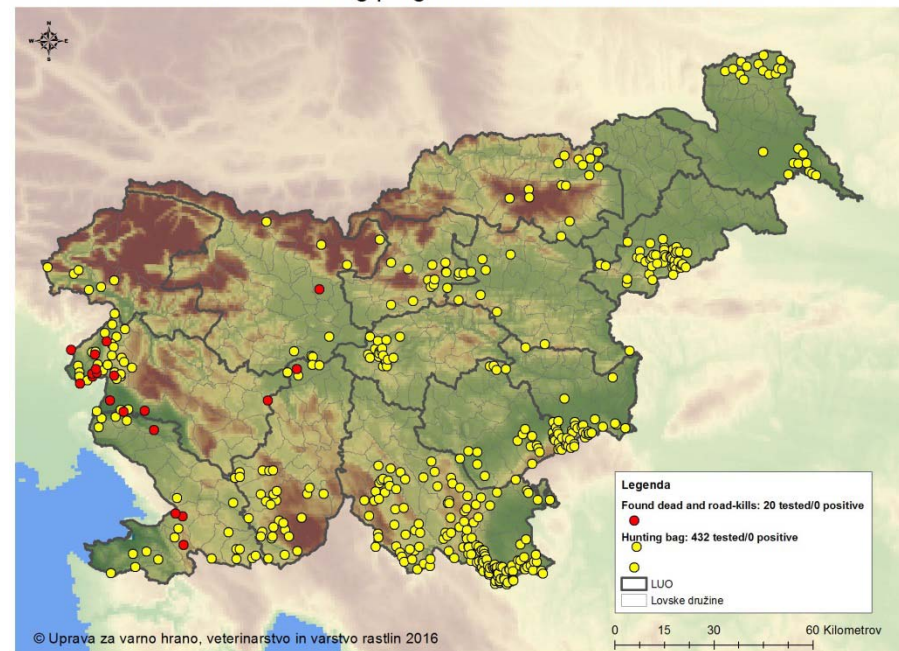 N
W E
S
Legenda
Found dead and road-kills: 20 tested/0 positive
Hunting bag: 432 tested/0 positive
LUO
Lovske družine
0 15 30 60 Kilometrov
© Uprava za varno hrano, veterinarstvo in varstvo rastlin 2016